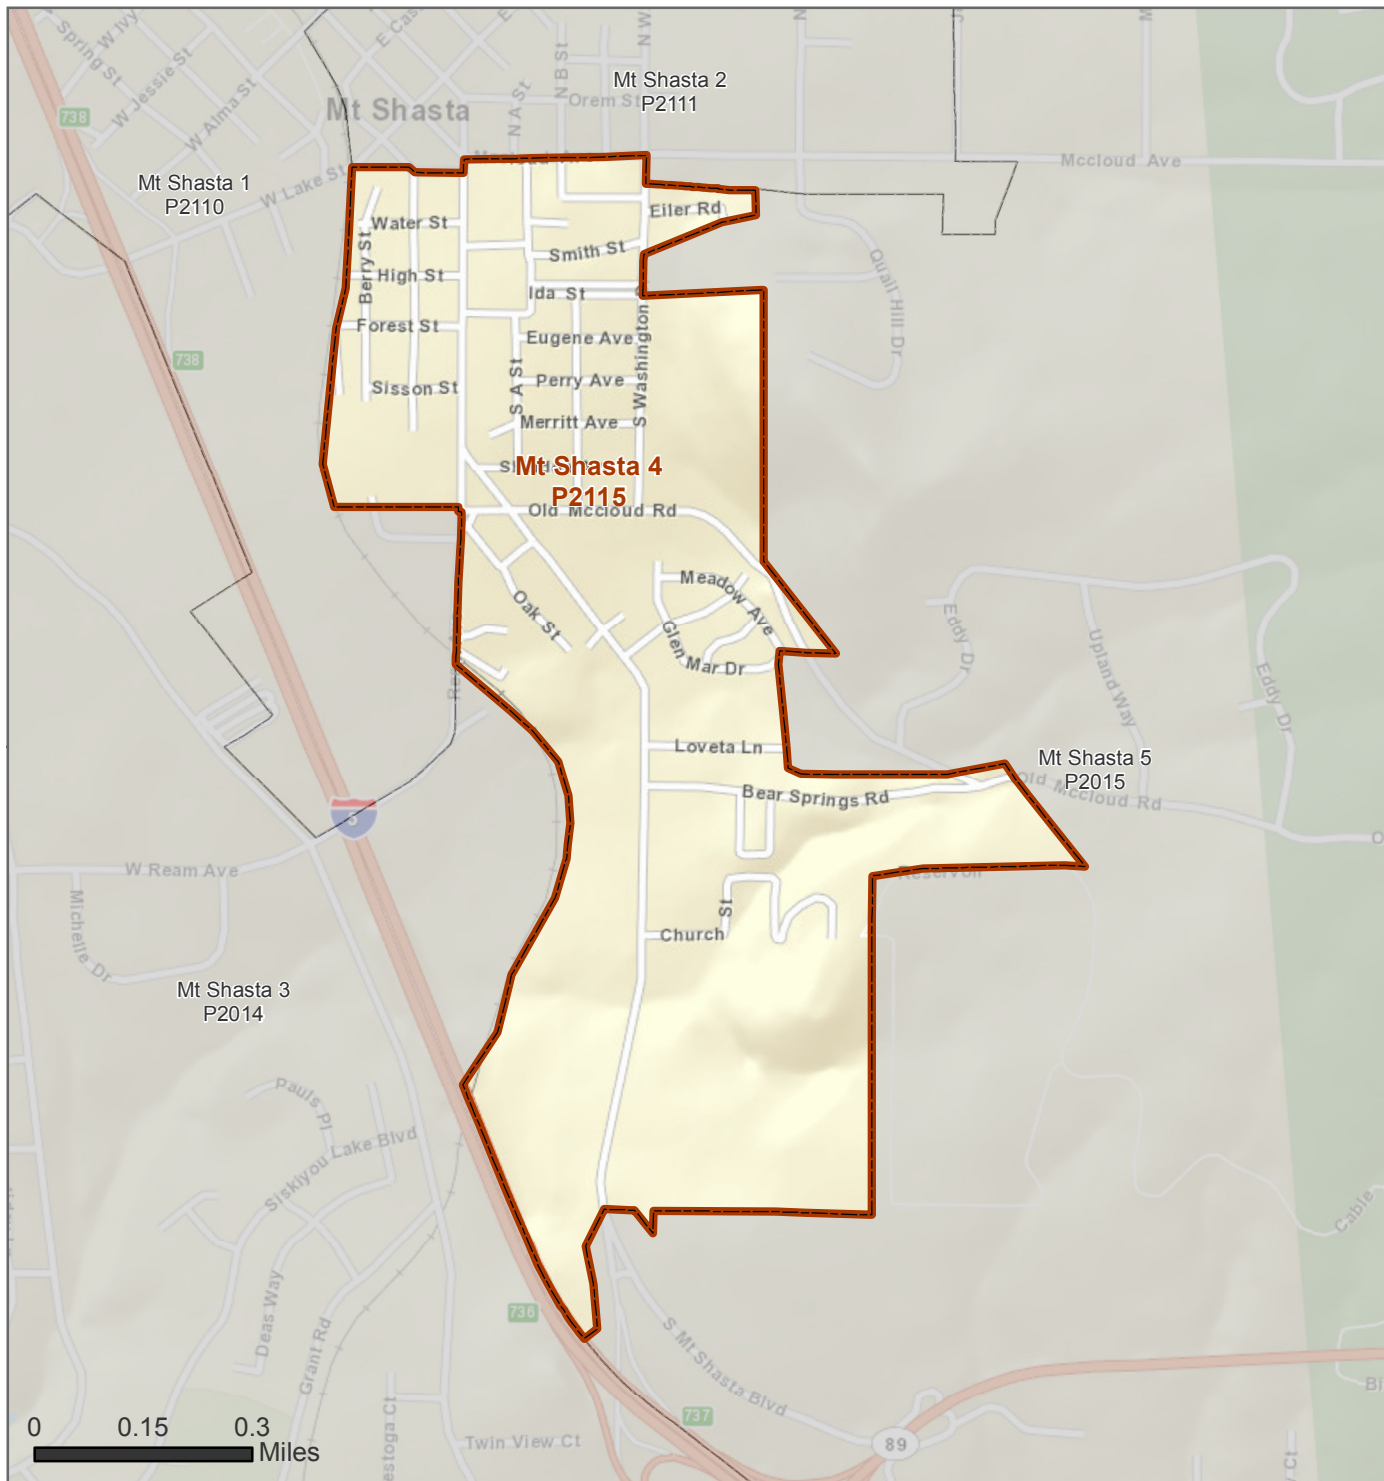 Spring St
W Ivy
W Jessie St
W Alma St
738
Mt Shasta
E
N A St
N B St
N W
Orem St
Mt Shasta 2
P2111
N
J
M
Mccloud Ave
Mt Shasta 1
P2110
W Lake St
Water St
Berry St
High St
Forest St
Sisson St
738
Eiler Rd
Smith St
Ida St
Eugene Ave
Perry Ave
Merritt Ave
S A St
S Washington
Quail Hill Dr
Mt Shasta 4
P2115
Old Mccloud Rd
Meadow Ave
Glen Mar Dr
Oak St
Eddy Dr
Upland Way
Eddy Dr
Loveta Ln
Bear Springs Rd
Mt Shasta 5
P2015
Old Mccloud Rd
O
5
W Ream Ave
Michelle Dr
Reservoir
Church St
Mt Shasta 3
P2014
Pauls Pl
Siskiyou Lake Blvd
Deas Way
Grant Rd
Cable
736
S Mt Shasta Blvd
737
89
Bi
Twin View Ct
estoga Ct
Ct
0 0.15 0.3
Miles